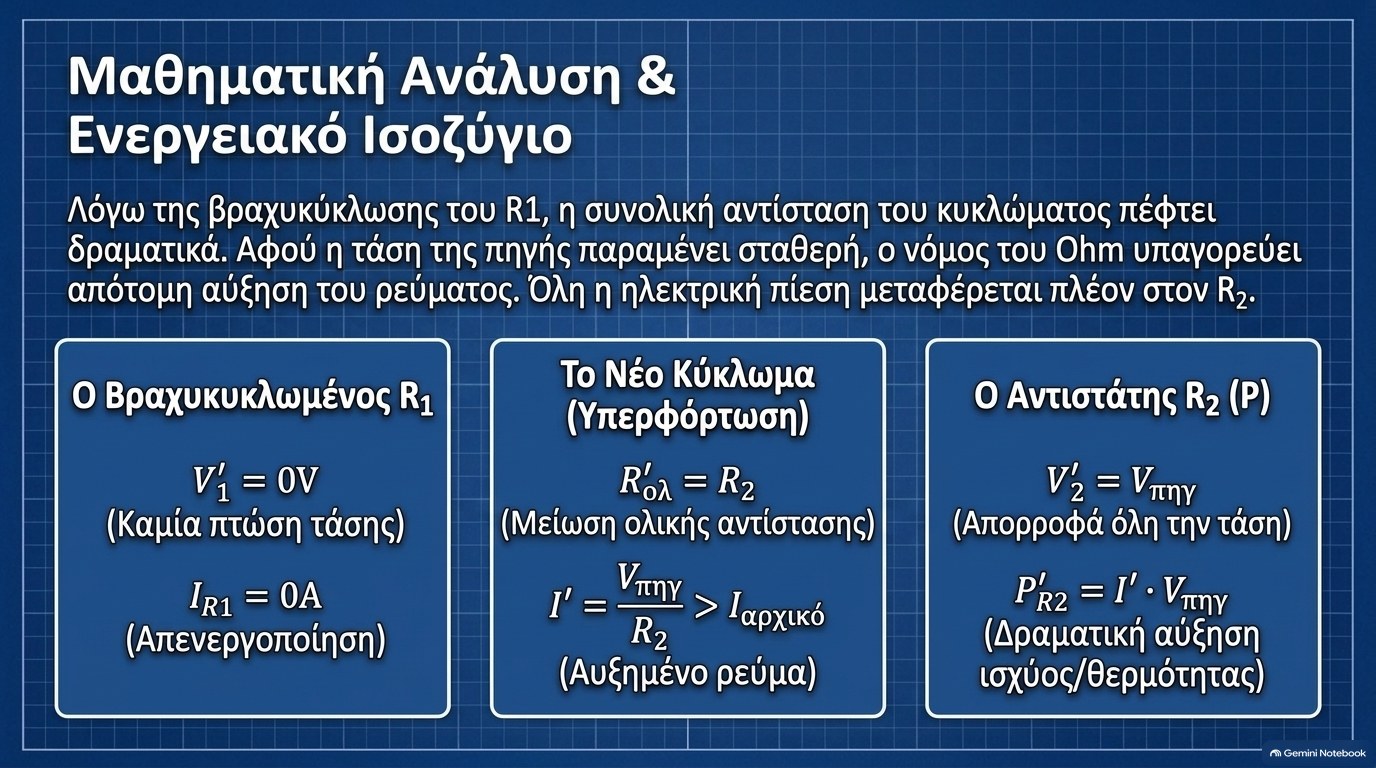 Μαθηματική Ανάλυση &
Ενεργειακό Ισοζύγιο
Λόγω της βραχυκύκλωσης του R1, η συνολική αντίσταση του κυκλώματος πέφτει
δραματικά. Αφού η τάση της πηγής παραμένει σταθερή, ο νόμος του Ohm υπαγορεύει
απότομη αύξηση του ρεύματος. Όλη η ηλεκτρική πίεση μεταφέρεται πλέον στον R₂.
Ο Βραχυκυκλωμένος R₁
V₁′ = 0V
(Καμία πτώση τάσης)
I_R1 = 0A
(Απενεργοποίηση)
Το Νέο Κύκλωμα
(Υπερφόρτωση)
R′_ολ = R₂
(Μείωση ολικής αντίστασης)
I′ = V_πηγ / R₂ > I_αρχικό
(Αυξημένο ρεύμα)
Ο Αντιστάτης R₂ (P)
V₂′ = V_πηγ
(Απορροφά όλη την τάση)
P′_R2 = I′ · V_πηγ
(Δραματική αύξηση
ισχύος/θερμότητας)
Gemini Notebook